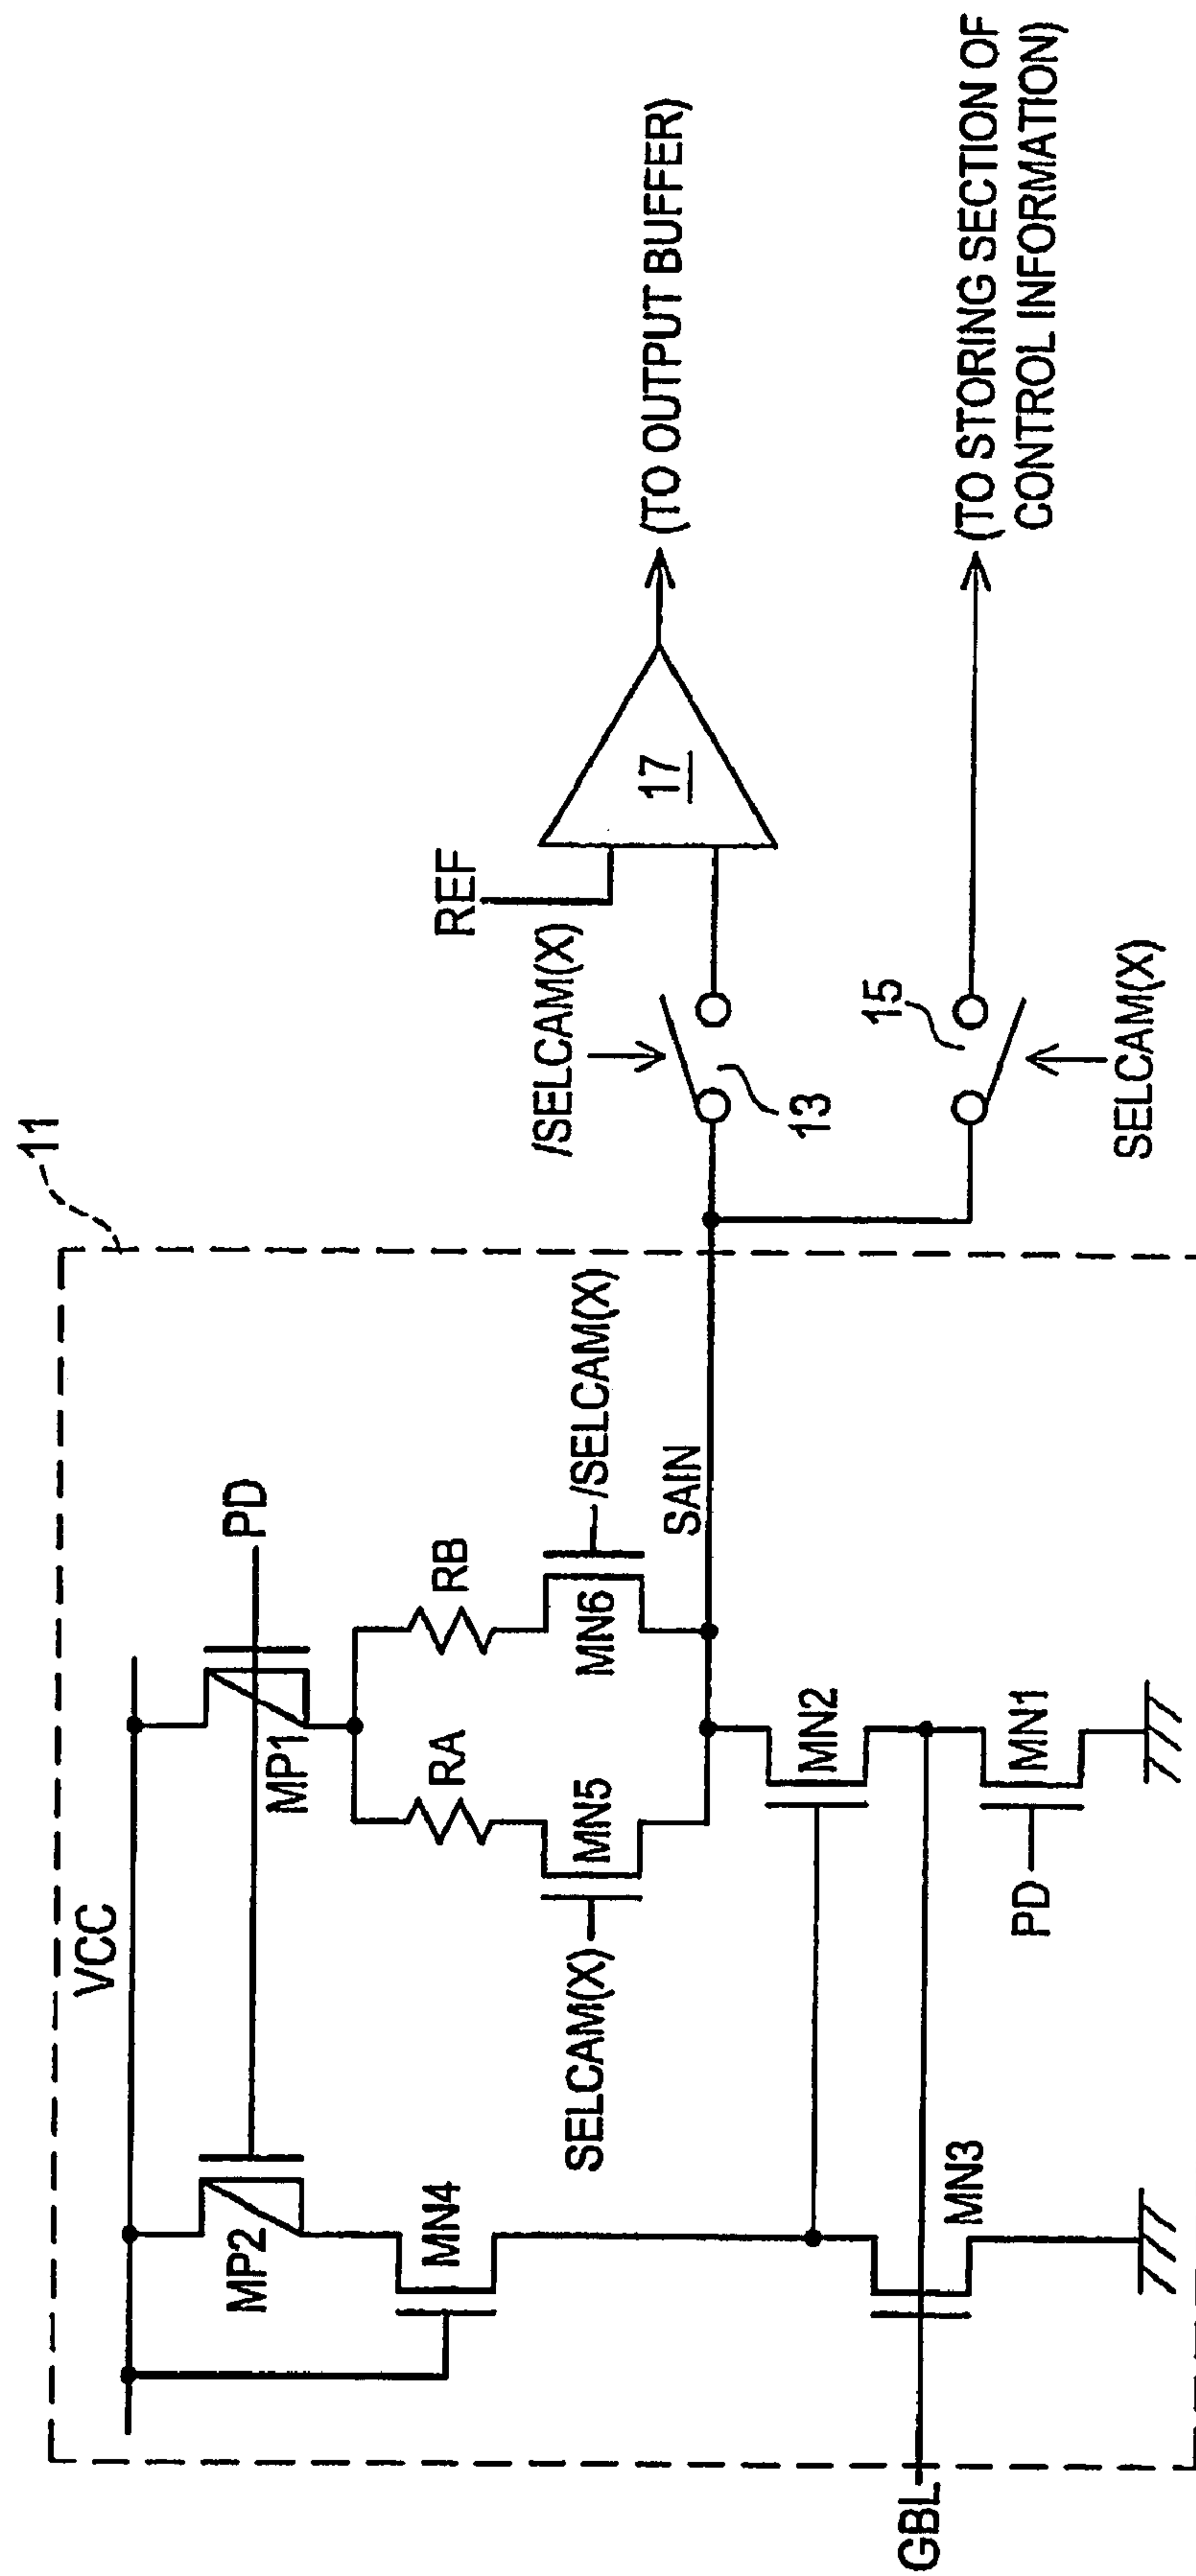 11
VCC
PD
MP2
MP1
MN4
RA
RB
SELCAM(X)
MN5
MN6
/SELCAM(X)
SAIN
MN2
MN3
MN1
PD
GBL
/SELCAM(X)
REF
13
17
(TO OUTPUT BUFFER)
15
SELCAM(X)
(TO STORING SECTION OF
CONTROL INFORMATION)